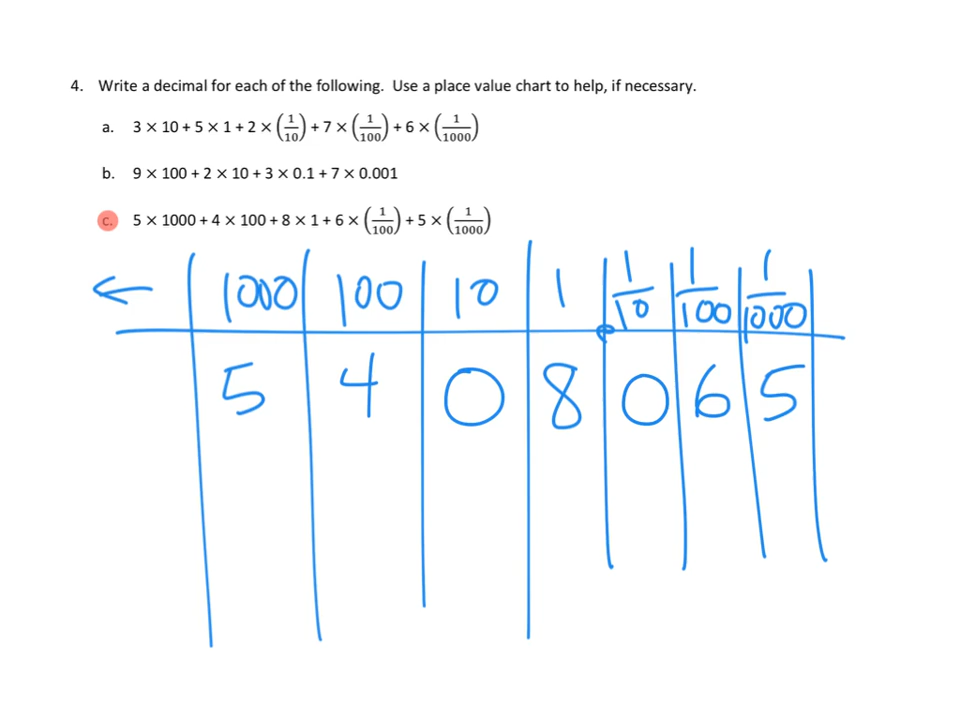 4. Write a decimal for each of the following. Use a place value chart to help, if necessary.
a. 3 × 10 + 5 × 1 + 2 × (1/10) + 7 × (1/100) + 6 × (1/1000)
b. 9 × 100 + 2 × 10 + 3 × 0.1 + 7 × 0.001
c. 5 × 1000 + 4 × 100 + 8 × 1 + 6 × (1/100) + 5 × (1/1000)
← | 1000 | 100 | 10 | 1 | 1/10 | 1/100 | 1/1000 |
5 | 4 | 0 | 8 | 0 | 6 | 5